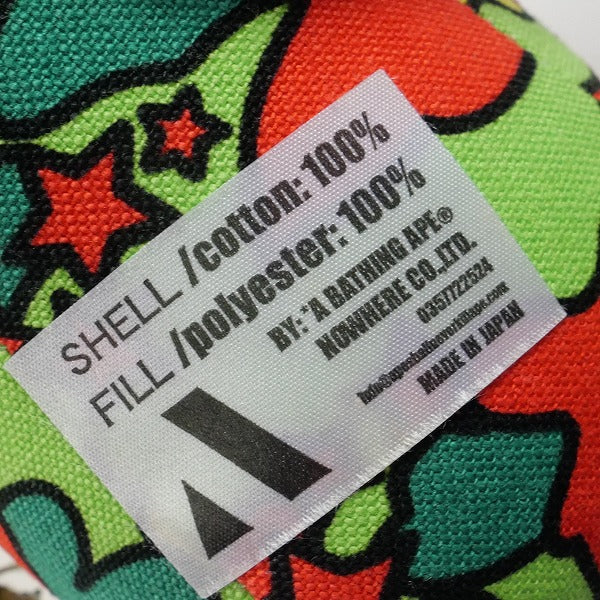 SHELL /cotton: 100%
FILL /polyester: 100%
BY: "A BATHING APE®
NOWHERE CO.,LTD.
0357722524
MADE IN JAPAN